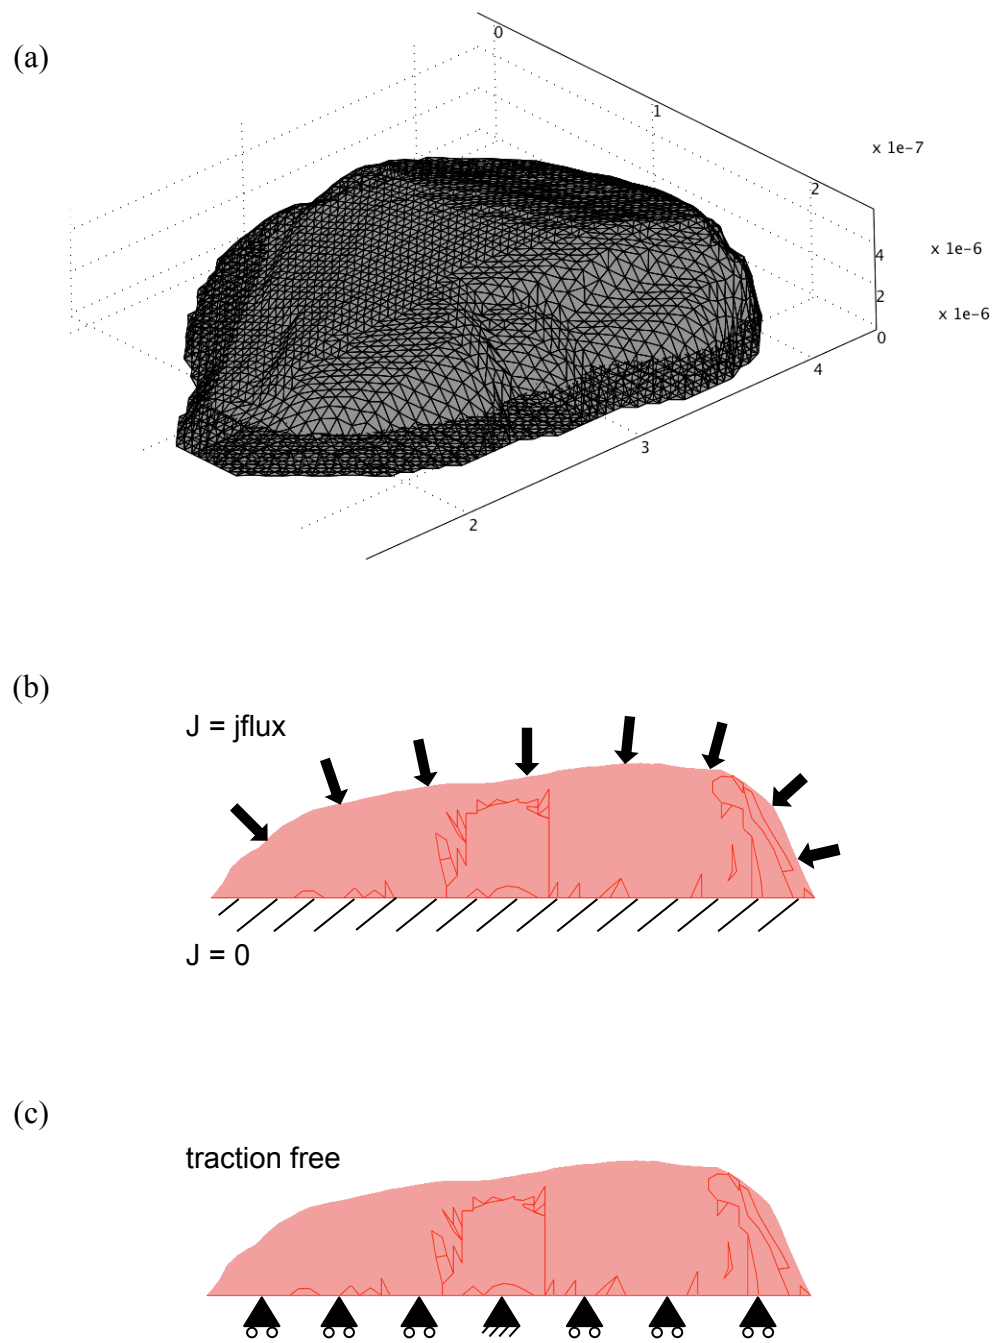 (a)
0
1
x 1e-7
2
4
x 1e-6
2
x 1e-6
0
4
3
2
(b)
J = jflux
J = 0
(c)
traction free